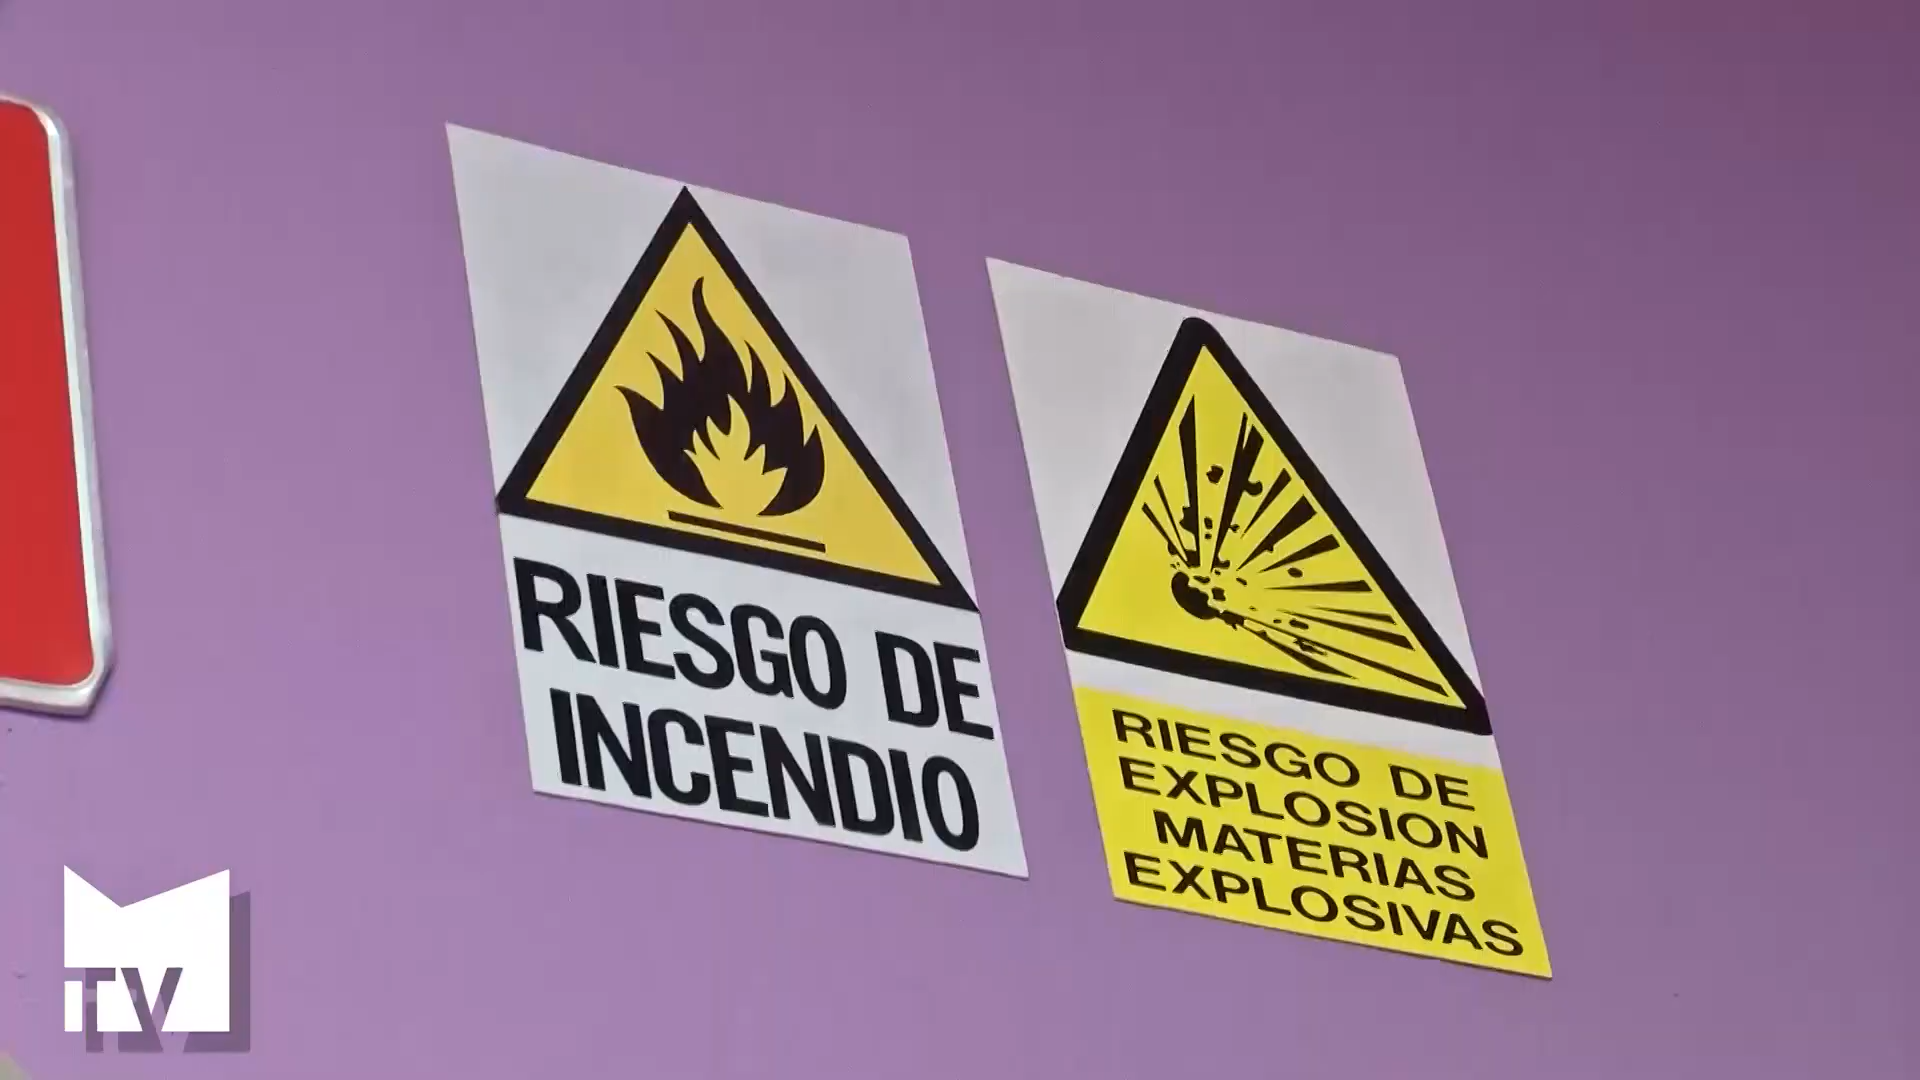 RIESGO DE
INCENDIO
RIESGO DE
EXPLOSION
MATERIAS
EXPLOSIVAS
TV